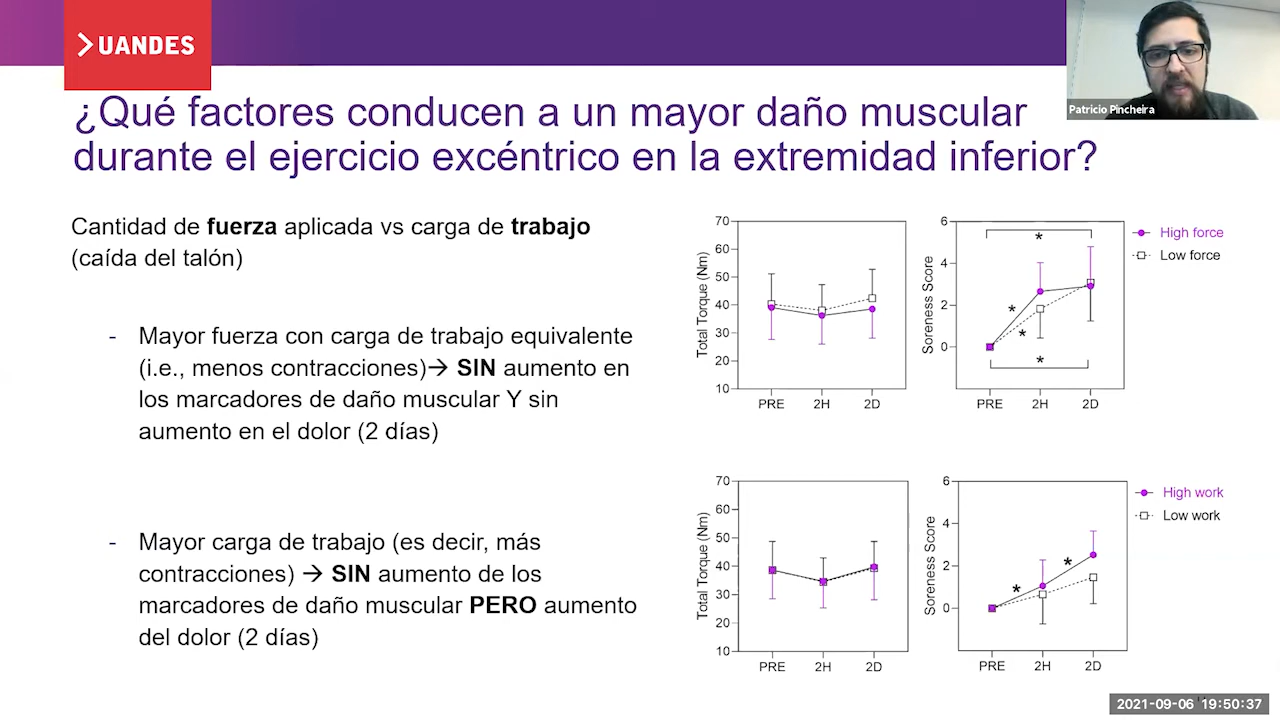 UANDES
Patricio Pincheira
¿Qué factores conducen a un mayor daño muscular
durante el ejercicio excéntrico en la extremidad inferior?
Cantidad de fuerza aplicada vs carga de trabajo
(caída del talón)
- Mayor fuerza con carga de trabajo equivalente
(i.e., menos contracciones)→ SIN aumento en
los marcadores de daño muscular Y sin
aumento en el dolor (2 días)
- Mayor carga de trabajo (es decir, más
contracciones) → SIN aumento de los
marcadores de daño muscular PERO aumento
del dolor (2 días)
Total Torque (Nm)
70
60
50
40
30
20
10
PRE 2H 2D
Soreness Score
6
4
2
0
*
*
*
*
PRE 2H 2D
High force
Low force
Total Torque (Nm)
70
60
50
40
30
20
10
PRE 2H 2D
Soreness Score
6
4
2
0
*
*
PRE 2H 2D
High work
Low work
2021-09-06 19:50:37